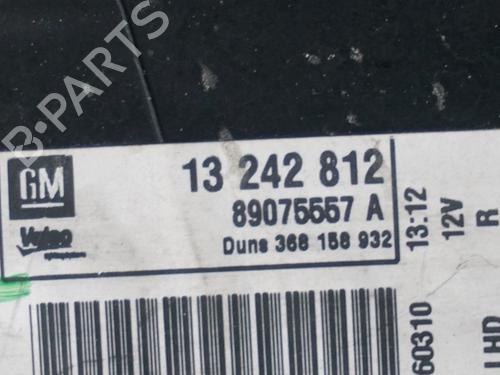 B-PARTS
GM
13 242 812
89075557 A
Valeo
Duns 368 158 932
13:12
12V
R
60310
LHD